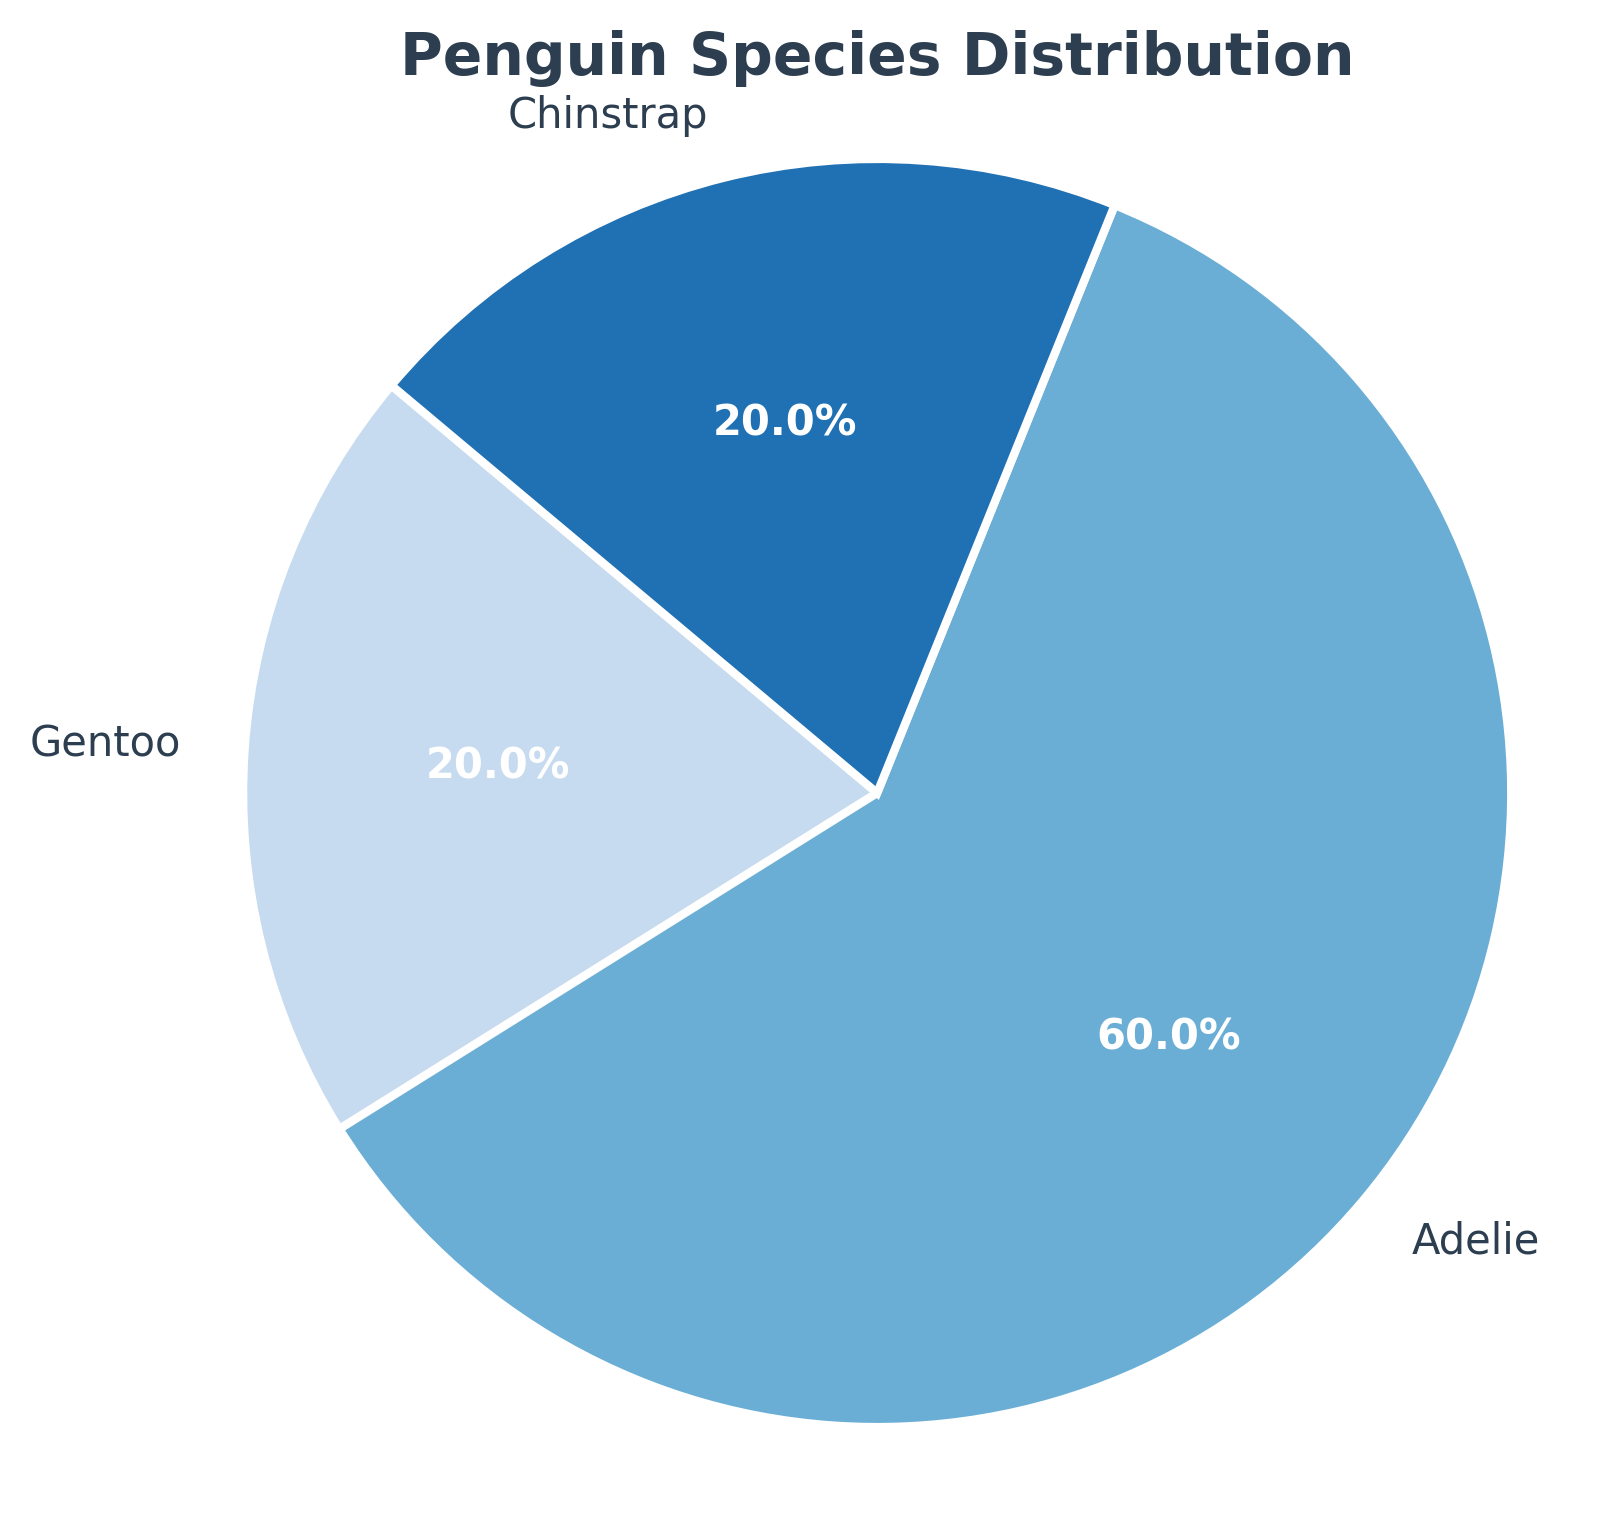 Penguin Species Distribution
Chinstrap
20.0%
Gentoo
20.0%
60.0%
Adelie